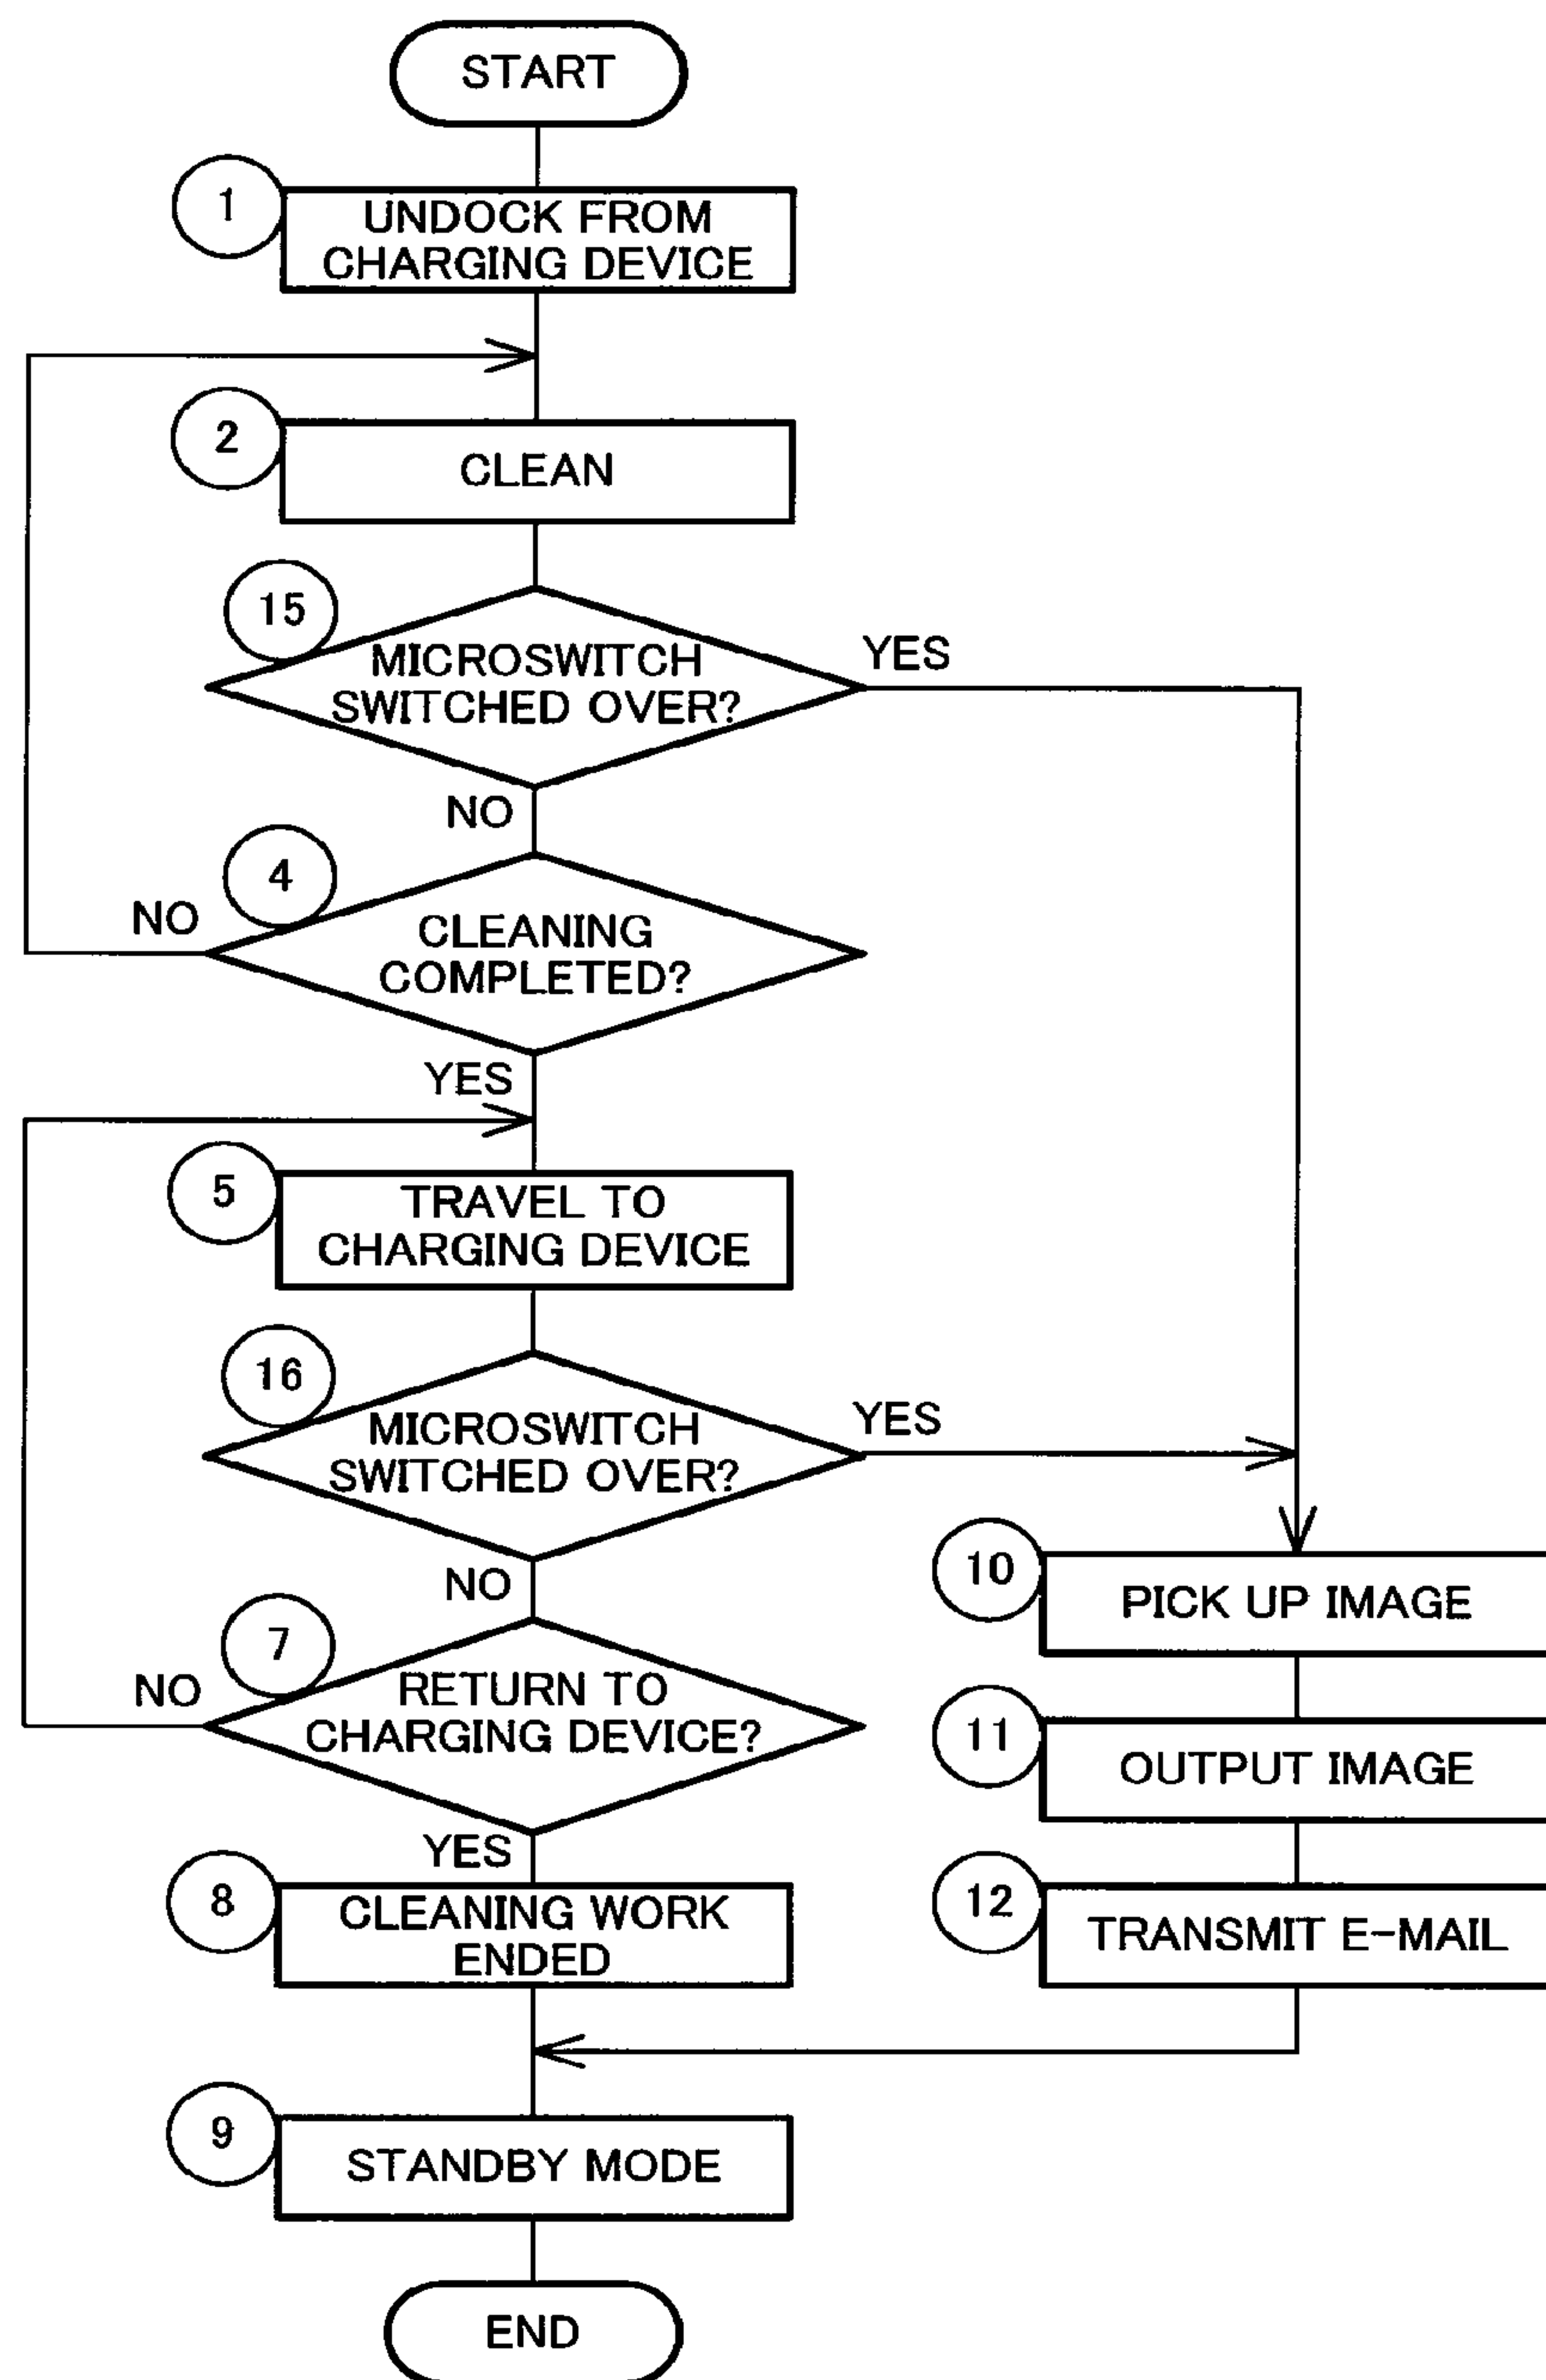 START
1
UNDOCK FROM
CHARGING DEVICE
2
CLEAN
15
MICROSWITCH
SWITCHED OVER?
YES
NO
4
CLEANING
COMPLETED?
NO
YES
5
TRAVEL TO
CHARGING DEVICE
16
MICROSWITCH
SWITCHED OVER?
YES
NO
7
RETURN TO
CHARGING DEVICE?
NO
YES
8
CLEANING WORK
ENDED
10
PICK UP IMAGE
11
OUTPUT IMAGE
12
TRANSMIT E-MAIL
9
STANDBY MODE
END